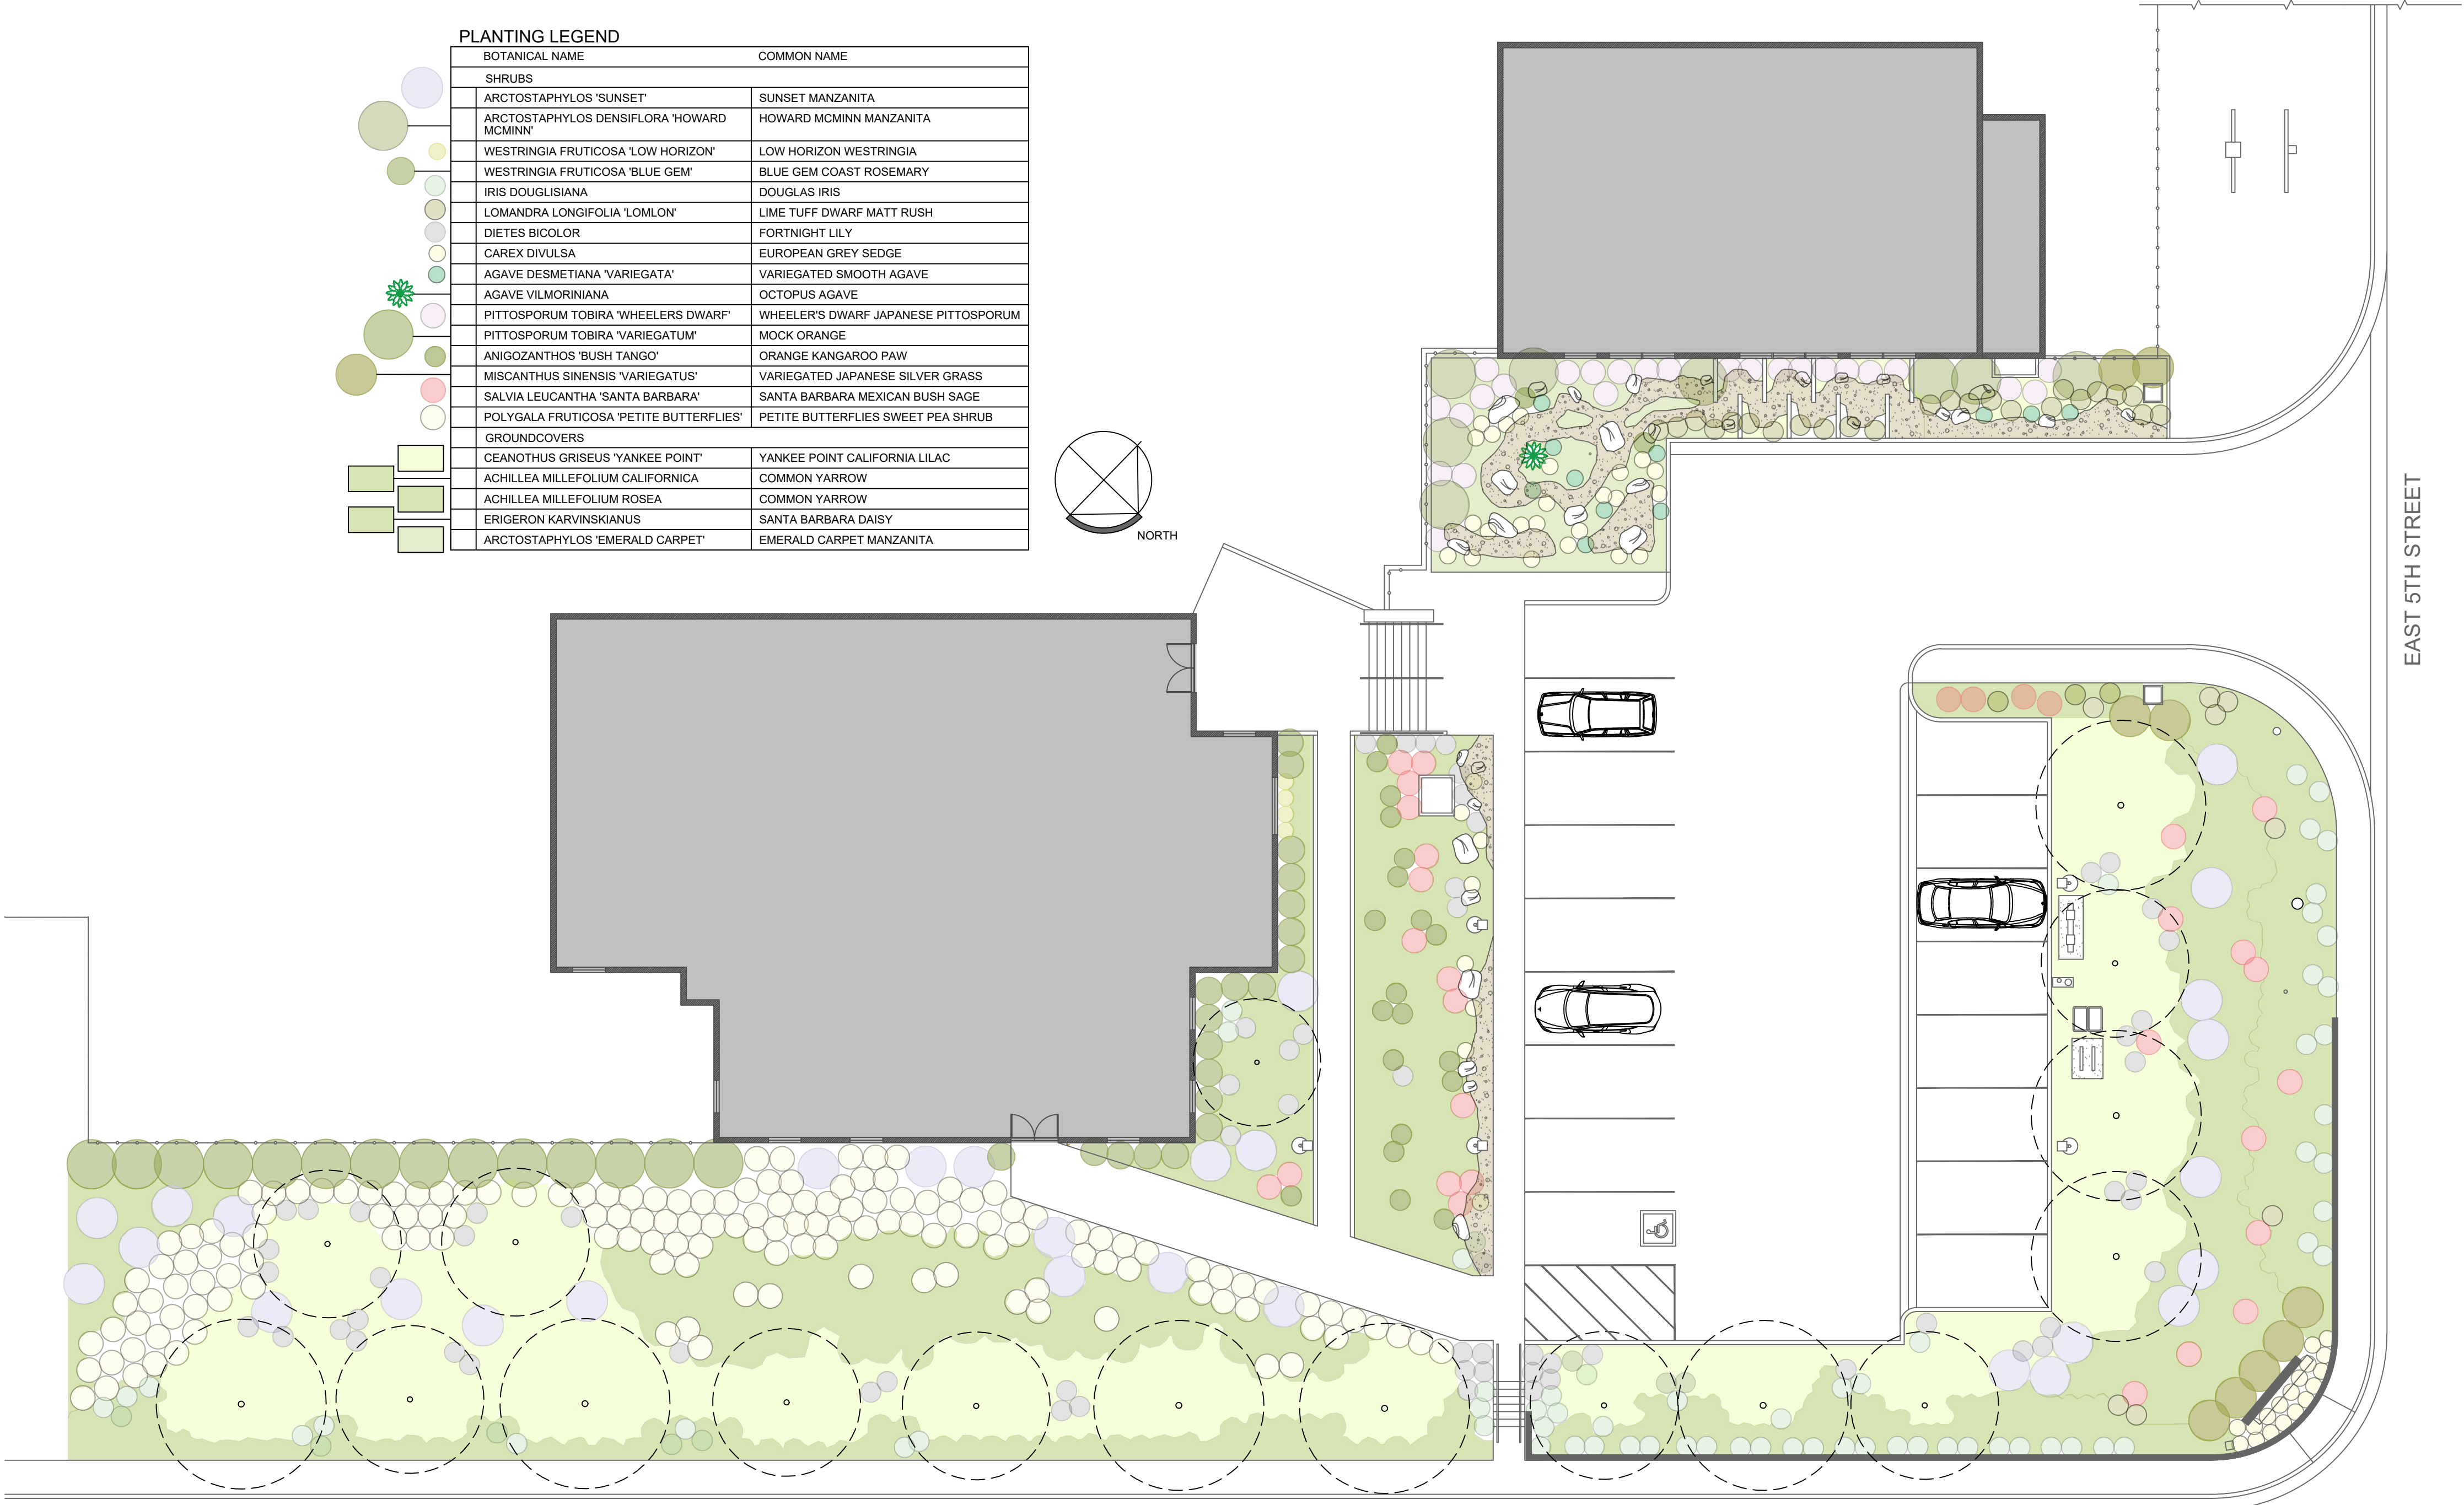 PLANTING LEGEND
BOTANICAL NAME COMMON NAME
SHRUBS
ARCTOSTAPHYLOS 'SUNSET' SUNSET MANZANITA
ARCTOSTAPHYLOS DENSIFLORA 'HOWARD HOWARD MCMINN MANZANITA
MCMINN'
WESTRINGIA FRUTICOSA 'LOW HORIZON' LOW HORIZON WESTRINGIA
WESTRINGIA FRUTICOSA 'BLUE GEM' BLUE GEM COAST ROSEMARY
IRIS DOUGLISIANA DOUGLAS IRIS
LOMANDRA LONGIFOLIA 'LOMLON' LIME TUFF DWARF MATT RUSH
DIETES BICOLOR FORTNIGHT LILY
CAREX DIVULSA EUROPEAN GREY SEDGE
AGAVE DESMETIANA 'VARIEGATA' VARIEGATED SMOOTH AGAVE
AGAVE VILMORINIANA OCTOPUS AGAVE
PITTOSPORUM TOBIRA 'WHEELERS DWARF' WHEELER'S DWARF JAPANESE PITTOSPORUM
PITTOSPORUM TOBIRA 'VARIEGATUM' MOCK ORANGE
ANIGOZANTHOS 'BUSH TANGO' ORANGE KANGAROO PAW
MISCANTHUS SINENSIS 'VARIEGATUS' VARIEGATED JAPANESE SILVER GRASS
SALVIA LEUCANTHA 'SANTA BARBARA' SANTA BARBARA MEXICAN BUSH SAGE
POLYGALA FRUTICOSA 'PETITE BUTTERFLIES' PETITE BUTTERFLIES SWEET PEA SHRUB
GROUNDCOVERS
CEANOTHUS GRISEUS 'YANKEE POINT' YANKEE POINT CALIFORNIA LILAC
ACHILLEA MILLEFOLIUM CALIFORNICA COMMON YARROW
ACHILLEA MILLEFOLIUM ROSEA COMMON YARROW
ERIGERON KARVINSKIANUS SANTA BARBARA DAISY
ARCTOSTAPHYLOS 'EMERALD CARPET' EMERALD CARPET MANZANITA
NORTH
EAST 5TH STREET